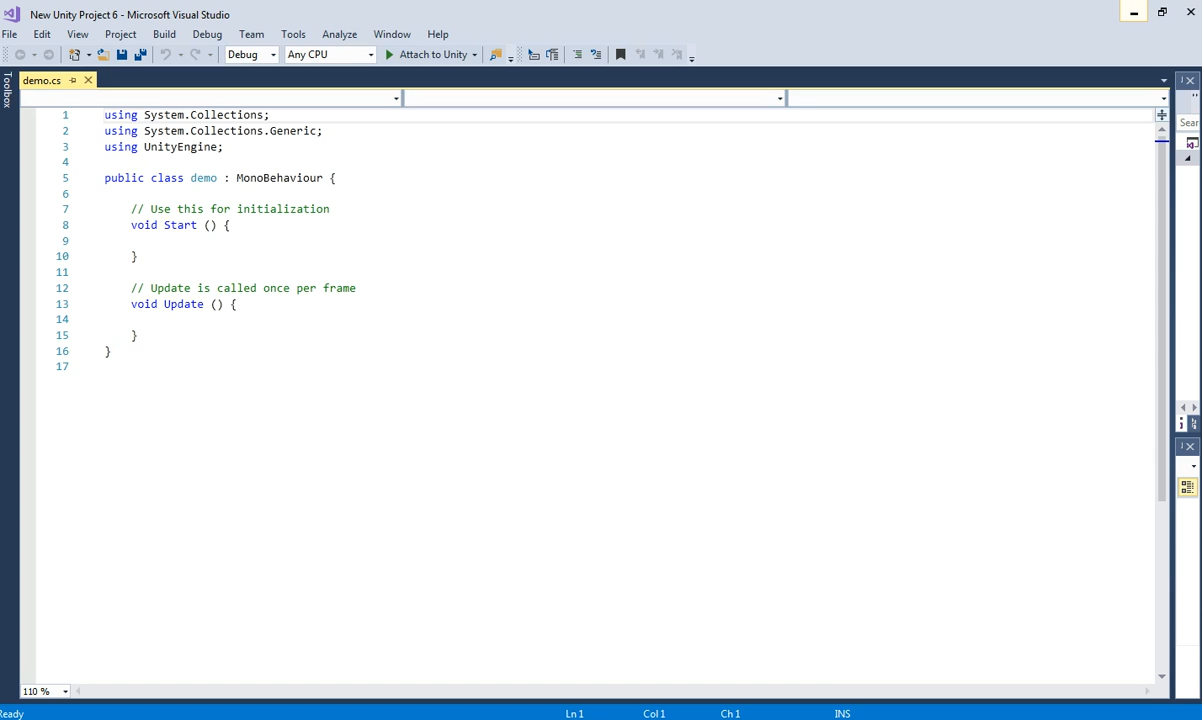 New Unity Project 6 - Microsoft Visual Studio
File Edit View Project Build Debug Team Tools Analyze Window Help
Debug Any CPU Attach to Unity
Toolbox
demo.cs
Sear
1 using System.Collections;
2 using System.Collections.Generic;
3 using UnityEngine;
4
5 public class demo : MonoBehaviour {
6
7 // Use this for initialization
8 void Start () {
9
10 }
11
12 // Update is called once per frame
13 void Update () {
14
15 }
16 }
17
110 %
Ready Ln 1 Col 1 Ch 1 INS